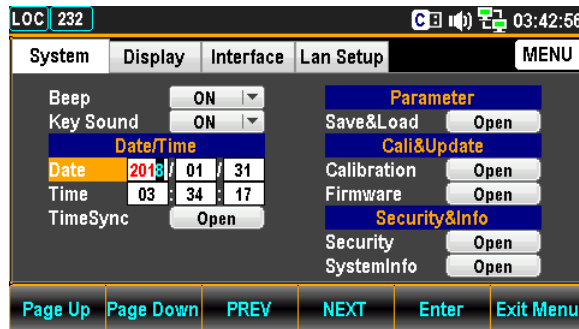 LOC 232 C 03:42:56
System Display Interface Lan Setup MENU
Beep ON
Key Sound ON
Date/Time
Date 2018 / 01 / 31
Time 03 : 34 : 17
TimeSync Open
Parameter
Save&Load Open
Cali&Update
Calibration Open
Firmware Open
Security&Info
Security Open
SystemInfo Open
Page Up Page Down PREV NEXT Enter Exit Menu